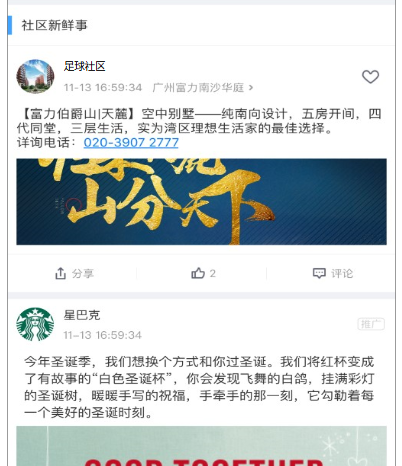 社区新鲜事
足球社区
11-13 16:59:34 广州富力南沙华庭 >
【富力伯爵山|天麓】空中别墅——纯南向设计，五房开间，四
代同堂，三层生活，实为湾区理想生活家的最佳选择。
详询电话：020-3907 2777
山分天下
分享
2
评论
星巴克
11-13 16:59:34
推广
今年圣诞季，我们想换个方式和你过圣诞。我们将红杯变成
了有故事的“白色圣诞杯”，你会发现飞舞的白鸽，挂满彩灯
的圣诞树，暖暖手写的祝福，手牵手的那一刻，它勾勒着每
一个美好的圣诞时刻。
GOOD TOGETHER